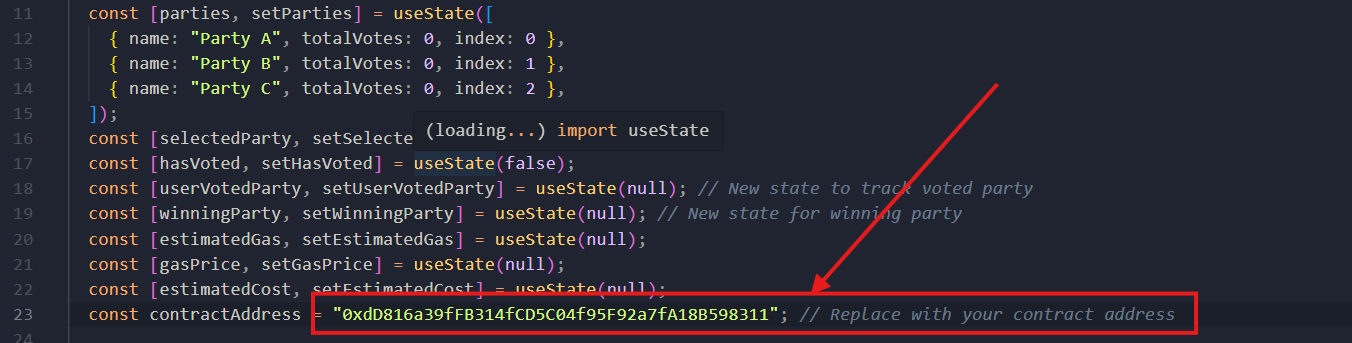 11 const [parties, setParties] = useState([
12 { name: "Party A", totalVotes: 0, index: 0 },
13 { name: "Party B", totalVotes: 0, index: 1 },
14 { name: "Party C", totalVotes: 0, index: 2 },
15 ]);
(loading...) import useState
16 const [selectedParty, setSelecte
17 const [hasVoted, setHasVoted] = useState(false);
18 const [userVotedParty, setUserVotedParty] = useState(null); // New state to track voted party
19 const [winningParty, setWinningParty] = useState(null); // New state for winning party
20 const [estimatedGas, setEstimatedGas] = useState(null);
21 const [gasPrice, setGasPrice] = useState(null);
22 const [estimatedCost, setEstimatedCost] = useState(null);
23 const contractAddress = "0xdD816a39fFB314fCD5C04f95F92a7fA18B598311"; // Replace with your contract address
24